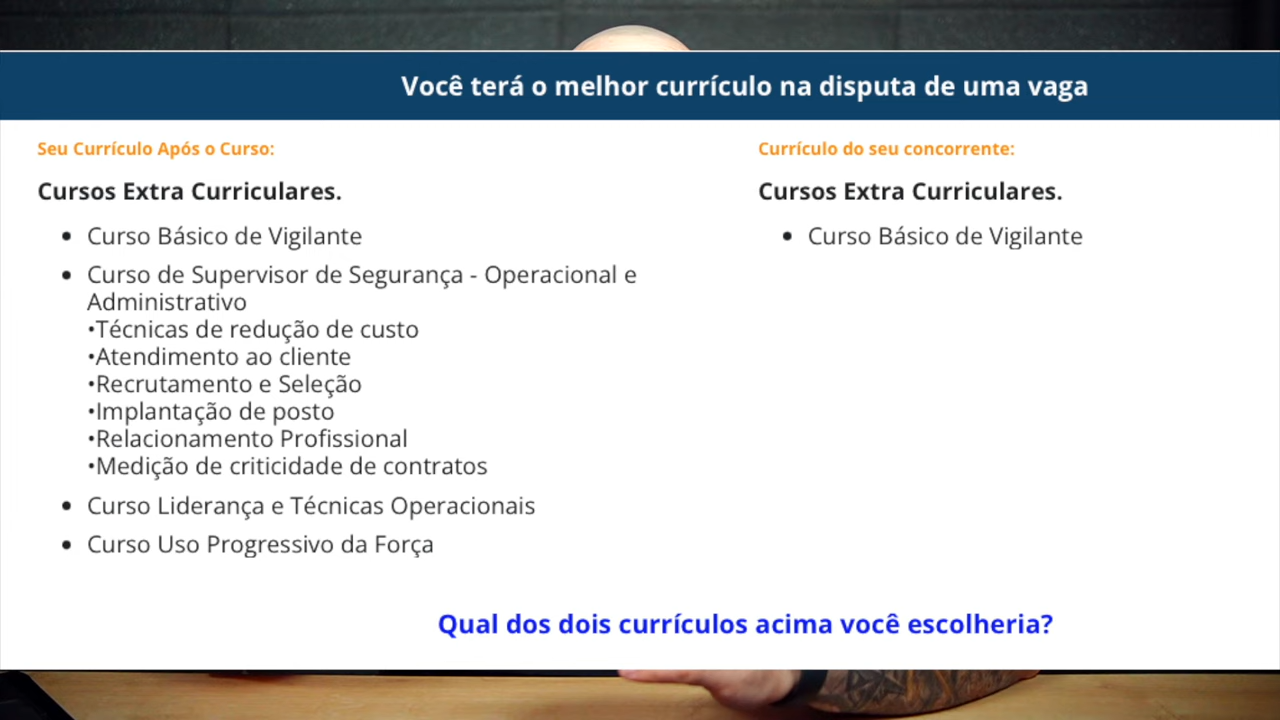 Você terá o melhor currículo na disputa de uma vaga
Seu Currículo Após o Curso:
Cursos Extra Curriculares.
• Curso Básico de Vigilante
• Curso de Supervisor de Segurança - Operacional e
Administrativo
•Técnicas de redução de custo
•Atendimento ao cliente
•Recrutamento e Seleção
•Implantação de posto
•Relacionamento Profissional
•Medição de criticidade de contratos
• Curso Liderança e Técnicas Operacionais
• Curso Uso Progressivo da Força
Currículo do seu concorrente:
Cursos Extra Curriculares.
• Curso Básico de Vigilante
Qual dos dois currículos acima você escolheria?